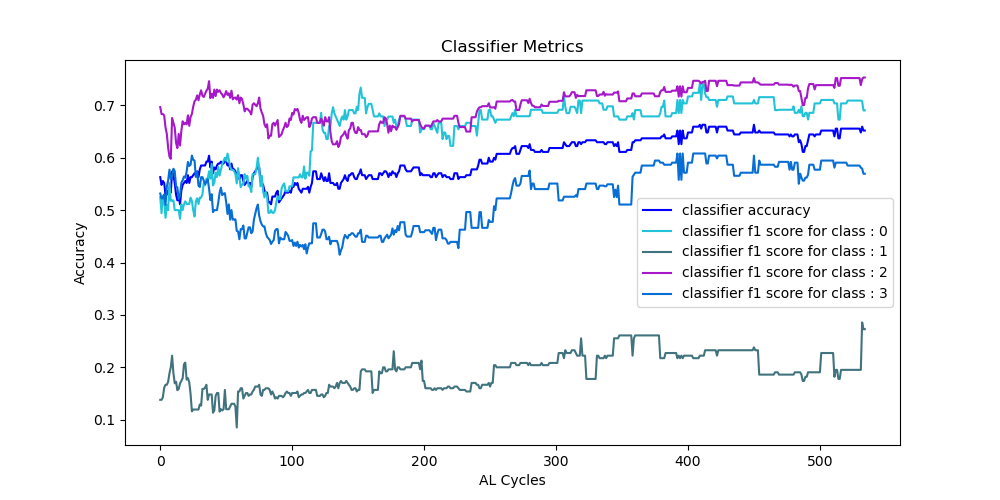 Classifier Metrics
Accuracy
0.7
0.6
0.5
0.4
0.3
0.2
0.1
classifier accuracy
classifier f1 score for class : 0
classifier f1 score for class : 1
classifier f1 score for class : 2
classifier f1 score for class : 3
0 100 200 300 400 500
AL Cycles